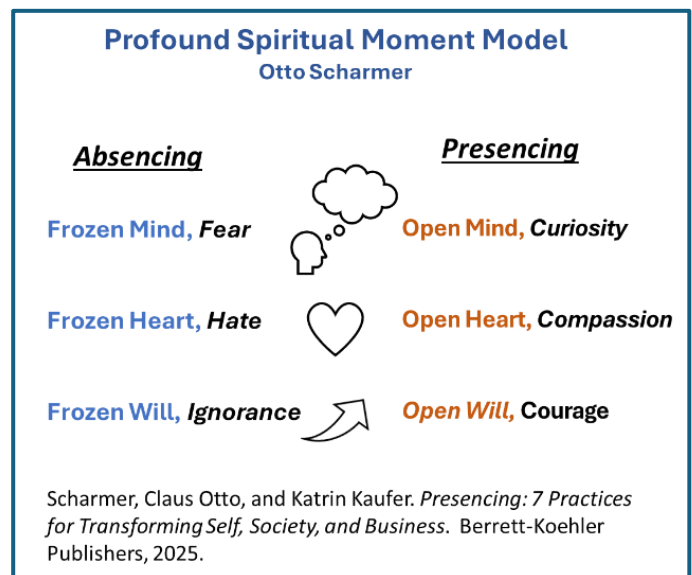 Profound Spiritual Moment Model
Otto Scharmer
Absencing
Presencing
Frozen Mind, Fear
Open Mind, Curiosity
Frozen Heart, Hate
Open Heart, Compassion
Frozen Will, Ignorance
Open Will, Courage
Scharmer, Claus Otto, and Katrin Kaufer. Presencing: 7 Practices
for Transforming Self, Society, and Business. Berrett-Koehler
Publishers, 2025.